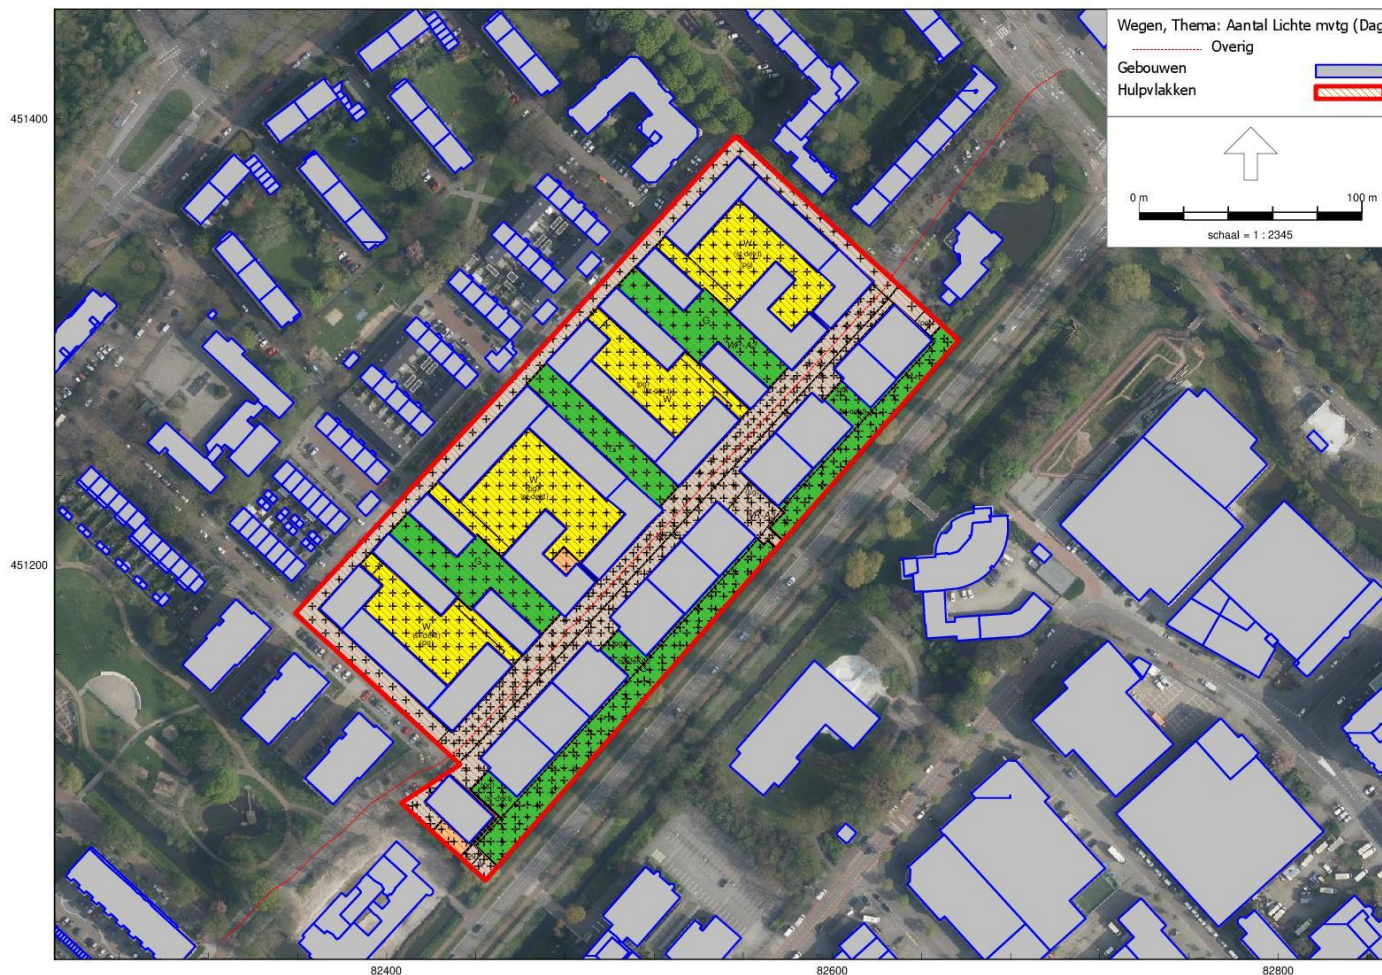 Wegen, Thema: Aantal Lichte mvtg (Dag
Overig
Gebouwen
Hulpvlakken
0 m
100 m
schaal = 1 : 2345
451400
451200
82400
82600
82800
W
G
W
G
W
G
W